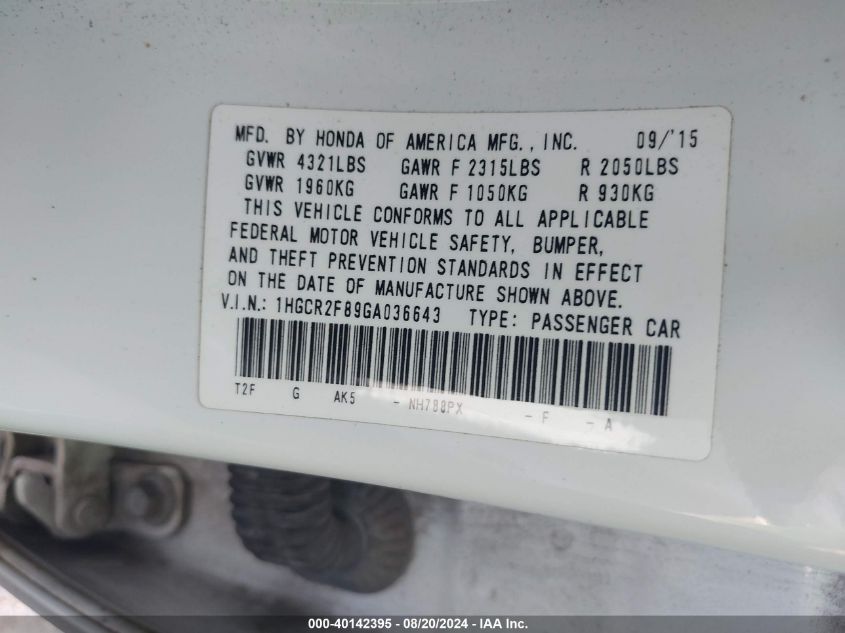 MFD. BY HONDA OF AMERICA MFG., INC. 09/'15
GVWR 4321LBS GAWR F 2315LBS R 2050LBS
GVWR 1960KG GAWR F 1050KG R 930KG
THIS VEHICLE CONFORMS TO ALL APPLICABLE
FEDERAL MOTOR VEHICLE SAFETY, BUMPER,
AND THEFT PREVENTION STANDARDS IN EFFECT
ON THE DATE OF MANUFACTURE SHOWN ABOVE.
V.I.N.: 1HGCR2F89GA036643 TYPE: PASSENGER CAR
T2F G AK5 - NH788PX - F - A
000-40142395 - 08/20/2024 - IAA Inc.